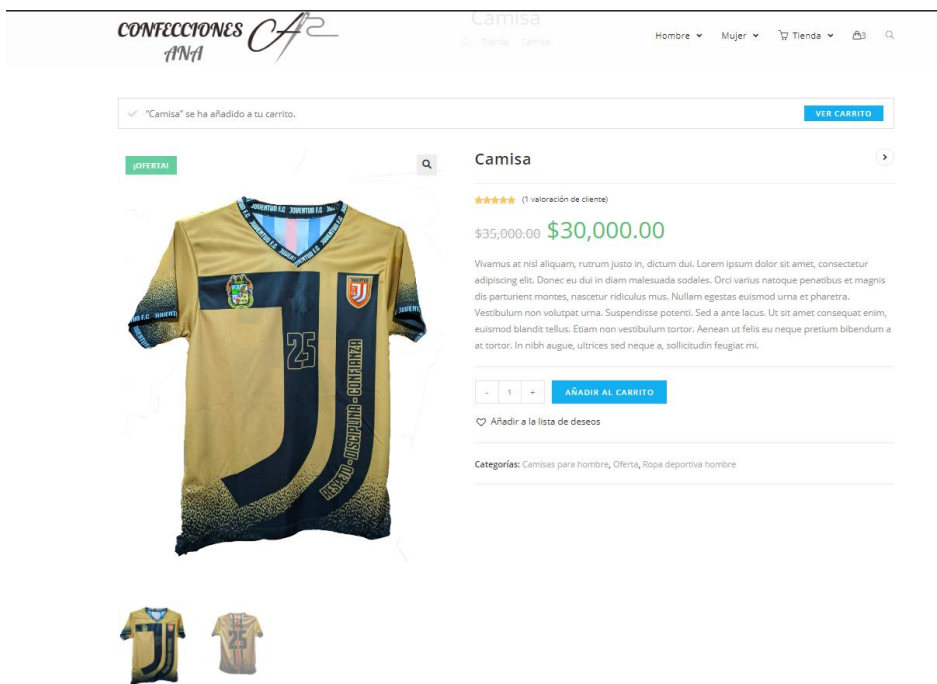 CONFECCIONES
ANA
Camisa
Tienda Camisa
Hombre
Mujer
Tienda
3
"Camisa" se ha añadido a tu carrito.
VER CARRITO
¡OFERTA!
Camisa
(1 valoración de cliente)
$35,000.00 $30,000.00
Vivamus at nisl aliquam, rutrum justo in, dictum dui. Lorem ipsum dolor sit amet, consectetur
adipiscing elit. Donec eu dui in diam malesuada sodales. Orci varius natoque penatibus et magnis
dis parturient montes, nascetur ridiculus mus. Nullam egestas euismod urna et pharetra.
Vestibulum non volutpat urna. Suspendisse potenti. Sed a ante lacus. Ut sit amet consequat enim,
euismod blandit tellus. Etiam non vestibulum tortor. Aenean ut felis eu neque pretium bibendum a
at tortor. In nibh augue, ultrices sed neque a, sollicitudin feugiat mi.
- 1 +
AÑADIR AL CARRITO
Añadir a la lista de deseos
Categorías: Camisas para hombre, Oferta, Ropa deportiva hombre
JUVENTUD F.C JUVENTUD F.C
25
RESPETO - DISCIPLINA - CONFIANZA
25